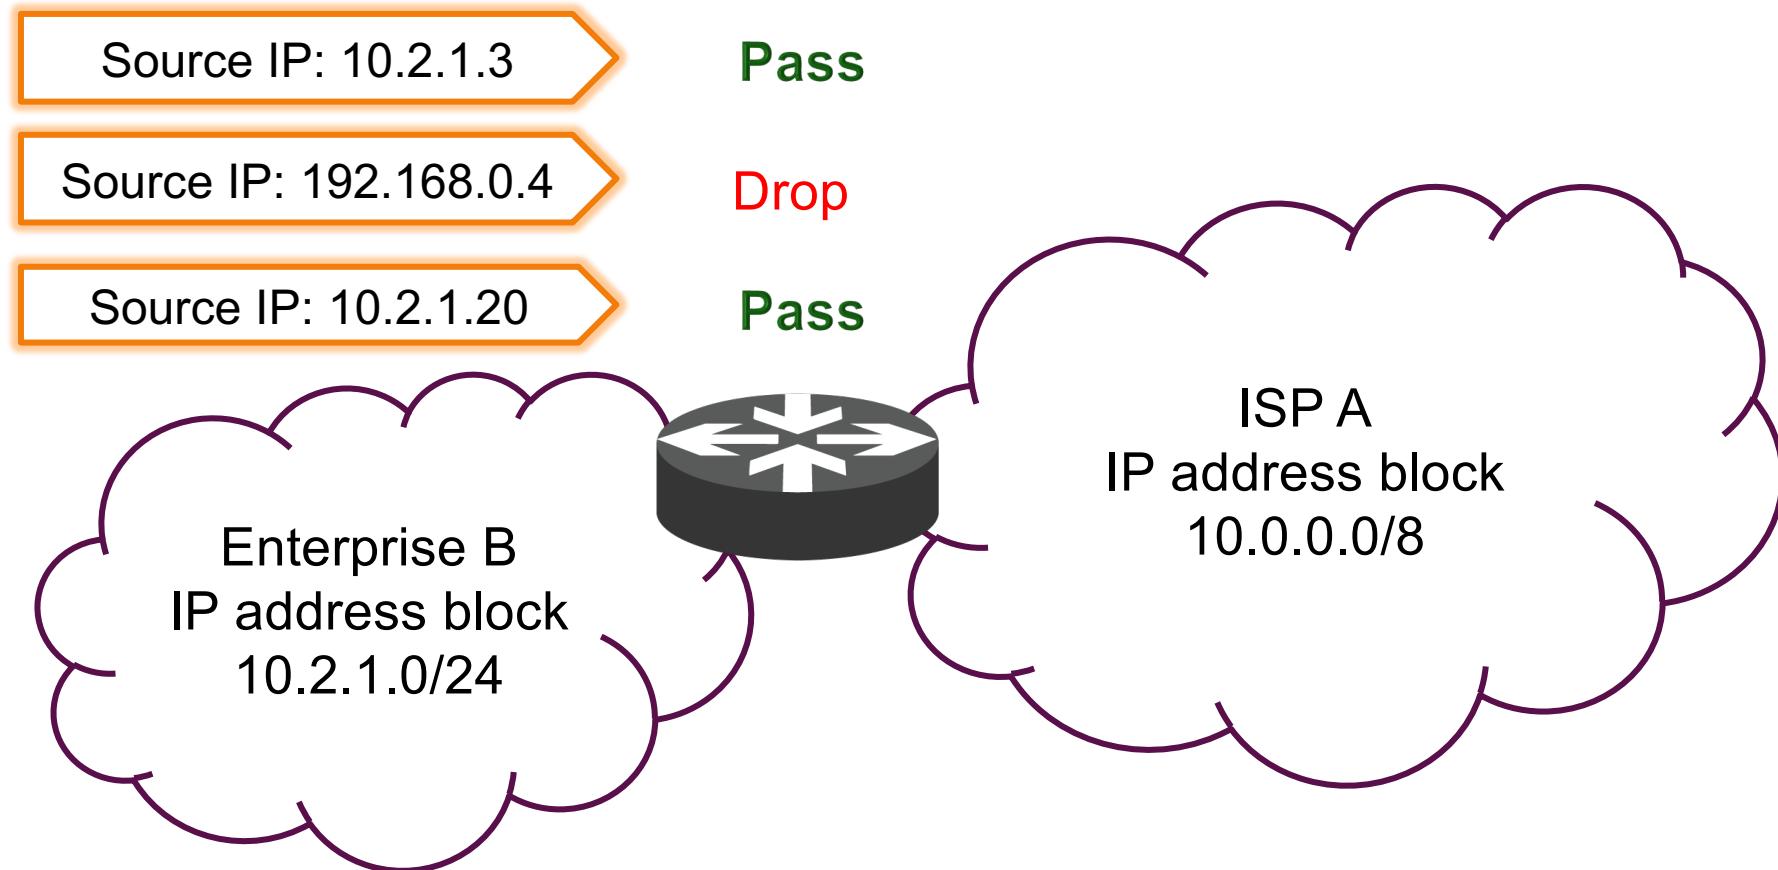 Source IP: 10.2.1.3
Pass
Source IP: 192.168.0.4
Drop
Source IP: 10.2.1.20
Pass
ISP A
IP address block
10.0.0.0/8
Enterprise B
IP address block
10.2.1.0/24